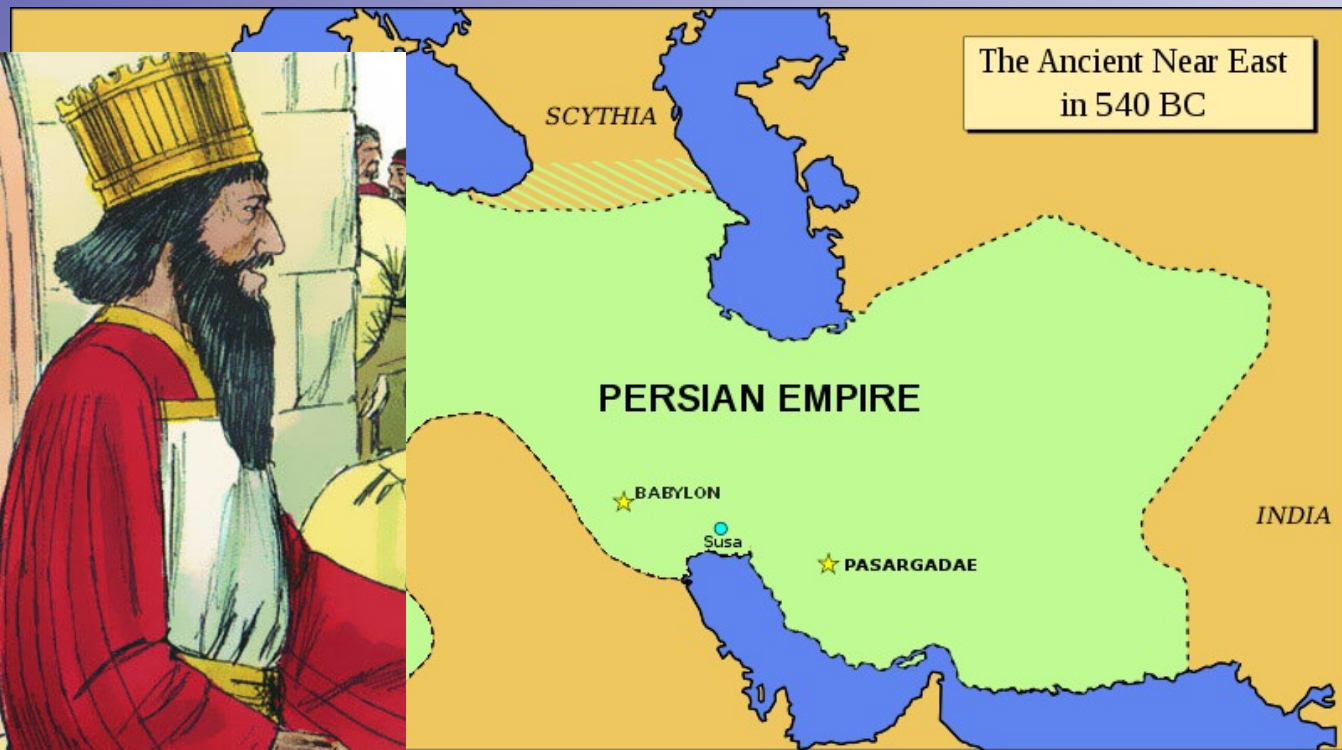 The Ancient Near East
in 540 BC
SCYTHIA
PERSIAN EMPIRE
BABYLON
Susa
PASARGADAE
INDIA